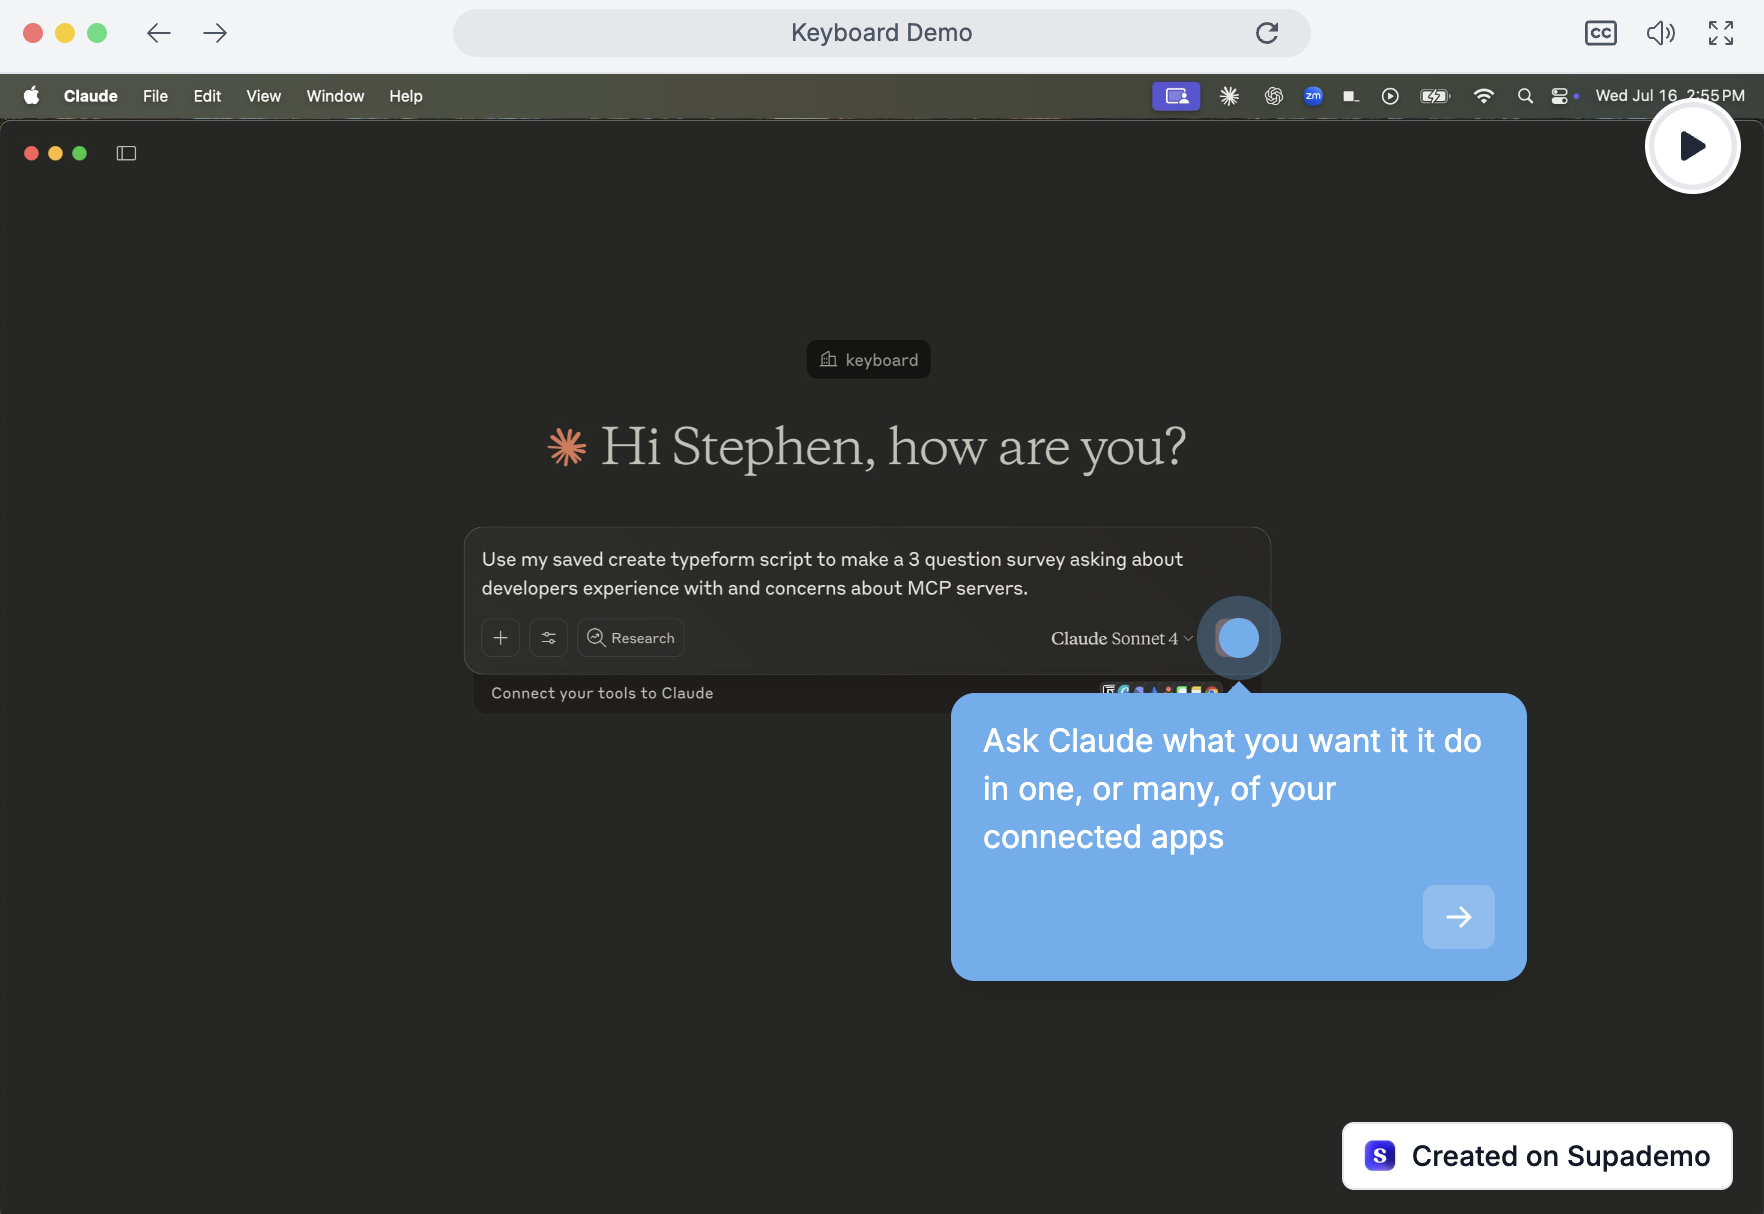 Keyboard Demo
CC
Claude File Edit View Window Help
zm
Wed Jul 16 2:55 PM
keyboard
Hi Stephen, how are you?
Use my saved create typeform script to make a 3 question survey asking about
developers experience with and concerns about MCP servers.
Research
Claude Sonnet 4
Connect your tools to Claude
Ask Claude what you want it it do
in one, or many, of your
connected apps
S Created on Supademo